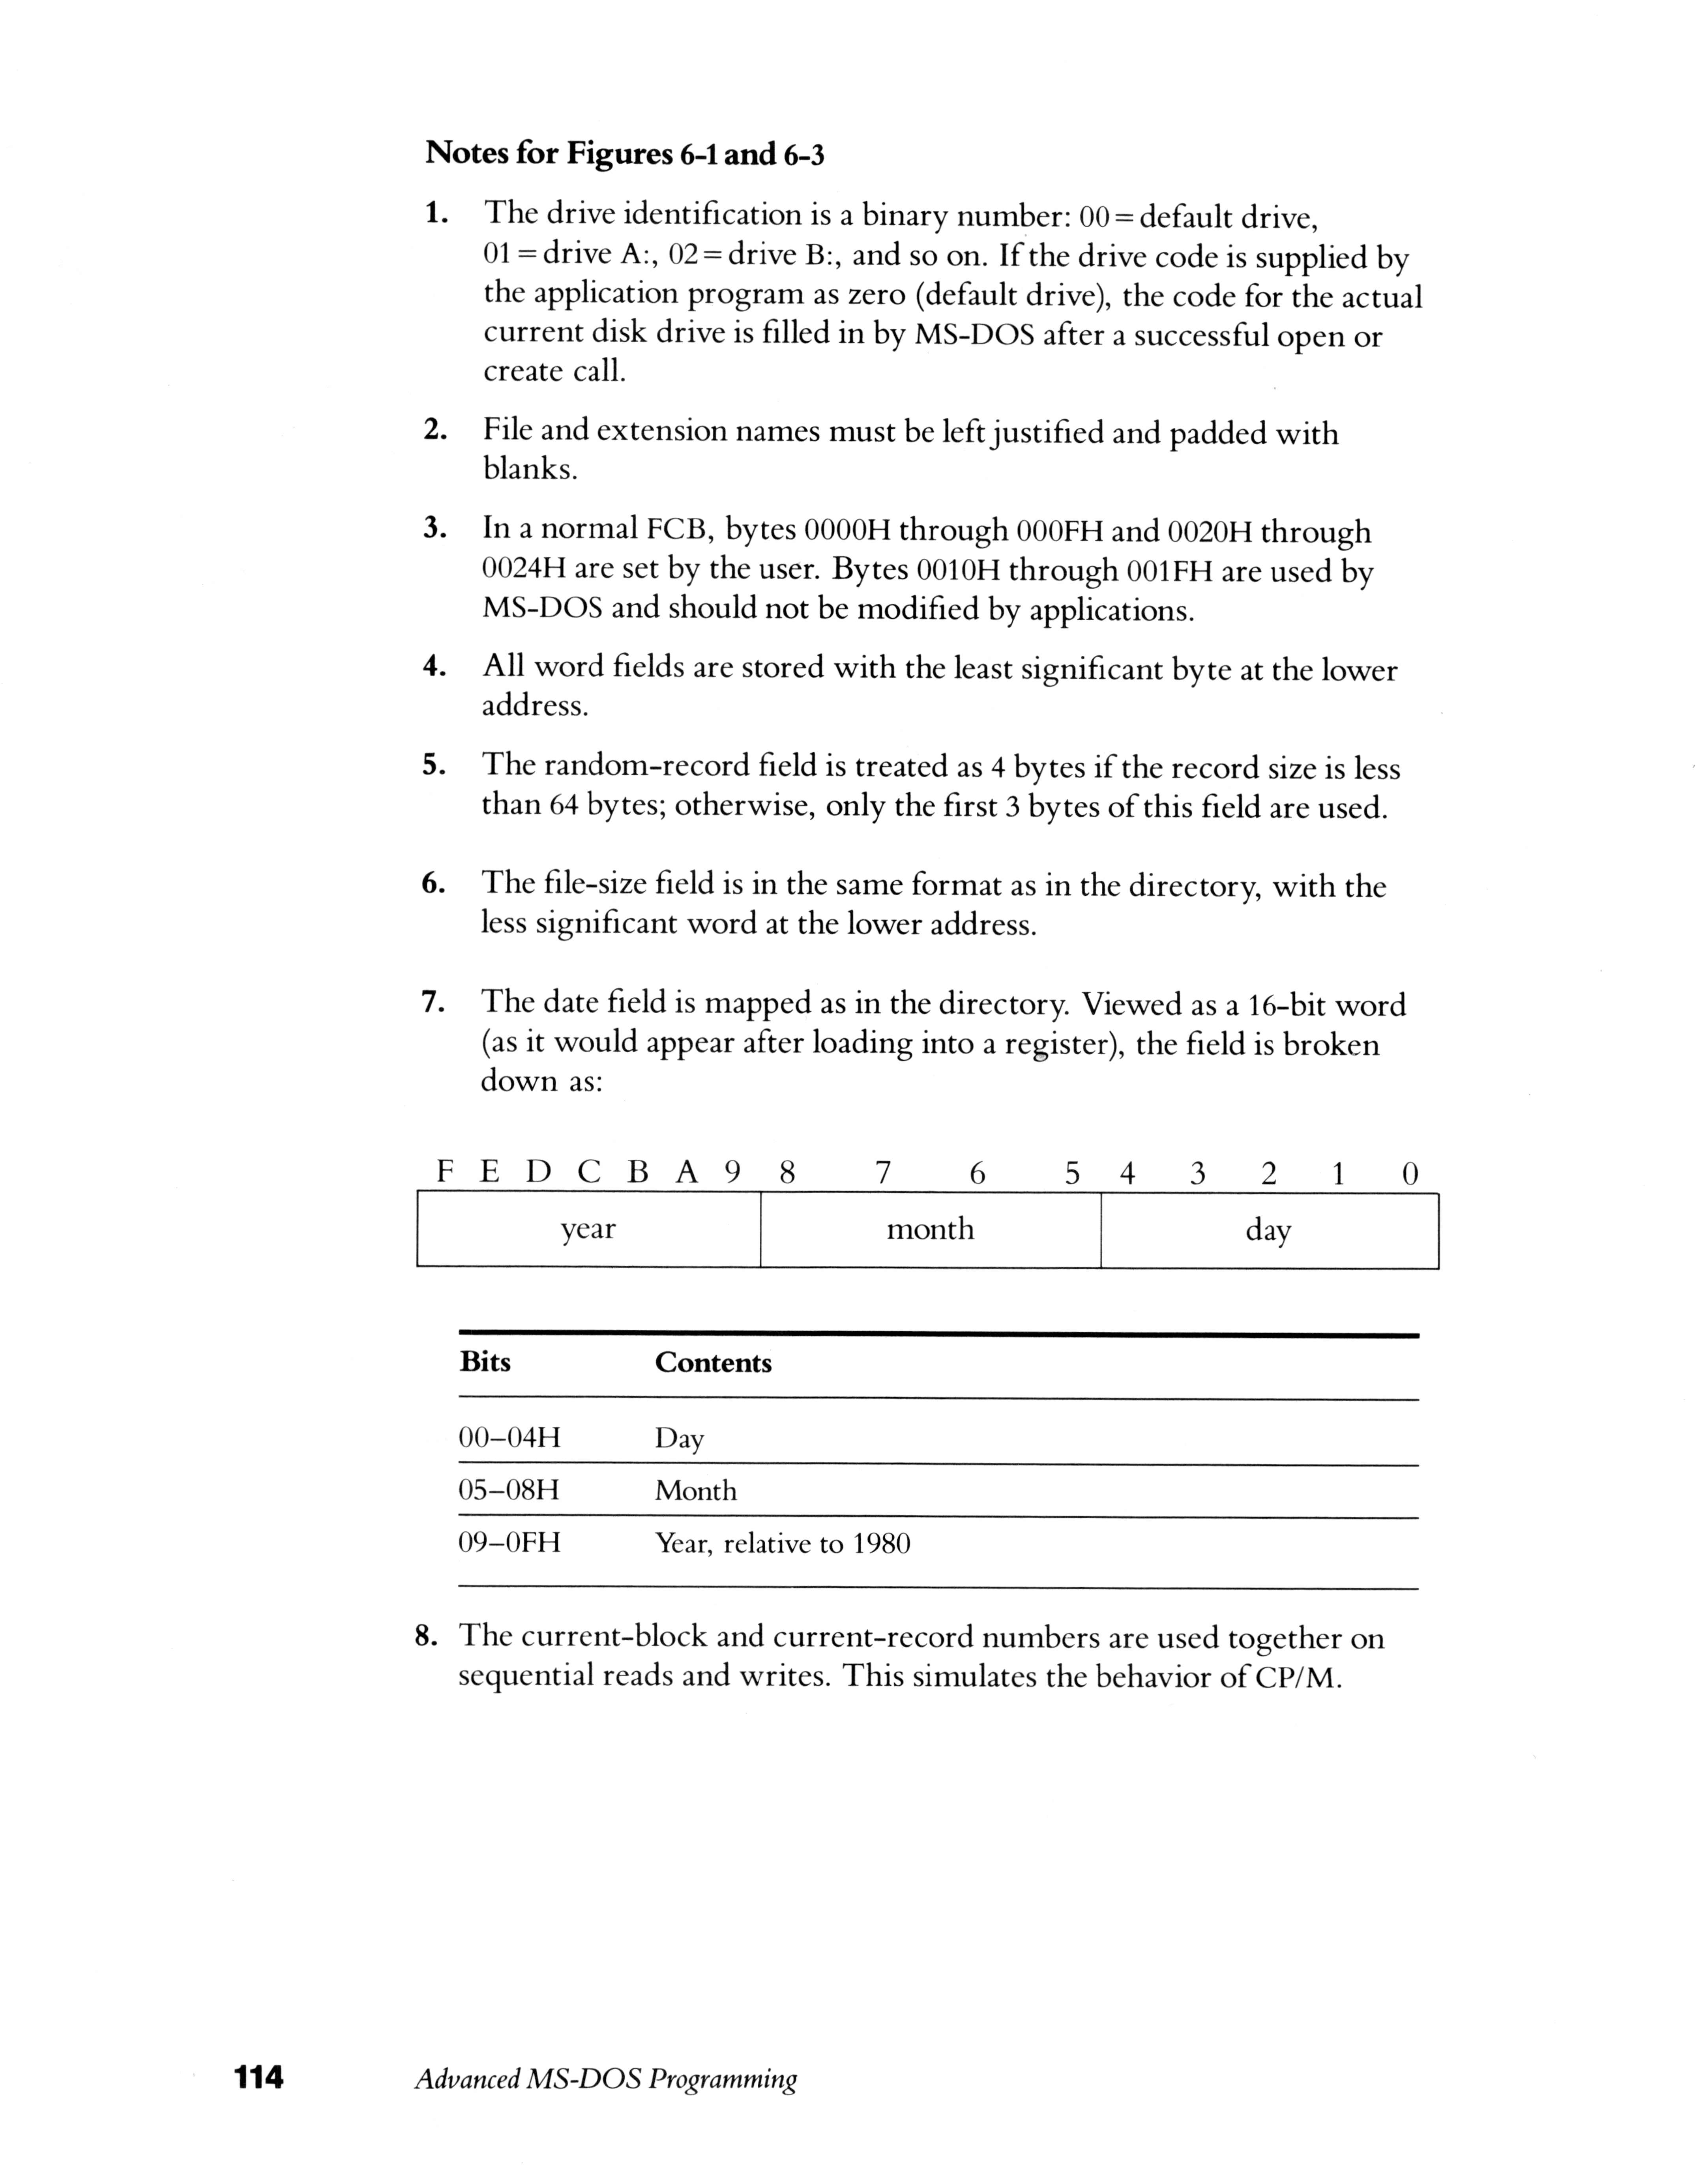 Notes for Figures 6-1 and 6-3
1. The drive identification is a binary number: 00=default drive,
01=drive A:, 02=drive B:, and so on. If the drive code is supplied by
the application program as zero (default drive), the code for the actual
current disk drive is filled in by MS-DOS after a successful open or
create call.
2. File and extension names must be left justified and padded with
blanks.
3. In a normal FCB, bytes 0000H through 000FH and 0020H through
0024H are set by the user. Bytes 0010H through 001FH are used by
MS-DOS and should not be modified by applications.
4. All word fields are stored with the least significant byte at the lower
address.
5. The random-record field is treated as 4 bytes if the record size is less
than 64 bytes; otherwise, only the first 3 bytes of this field are used.
6. The file-size field is in the same format as in the directory, with the
less significant word at the lower address.
7. The date field is mapped as in the directory. Viewed as a 16-bit word
(as it would appear after loading into a register), the field is broken
down as:
F E D C B A 9 8 7 6 5 4 3 2 1 0
year month day
Bits Contents
00–04H Day
05–08H Month
09–0FH Year, relative to 1980
8. The current-block and current-record numbers are used together on
sequential reads and writes. This simulates the behavior of CP/M.
114 Advanced MS-DOS Programming